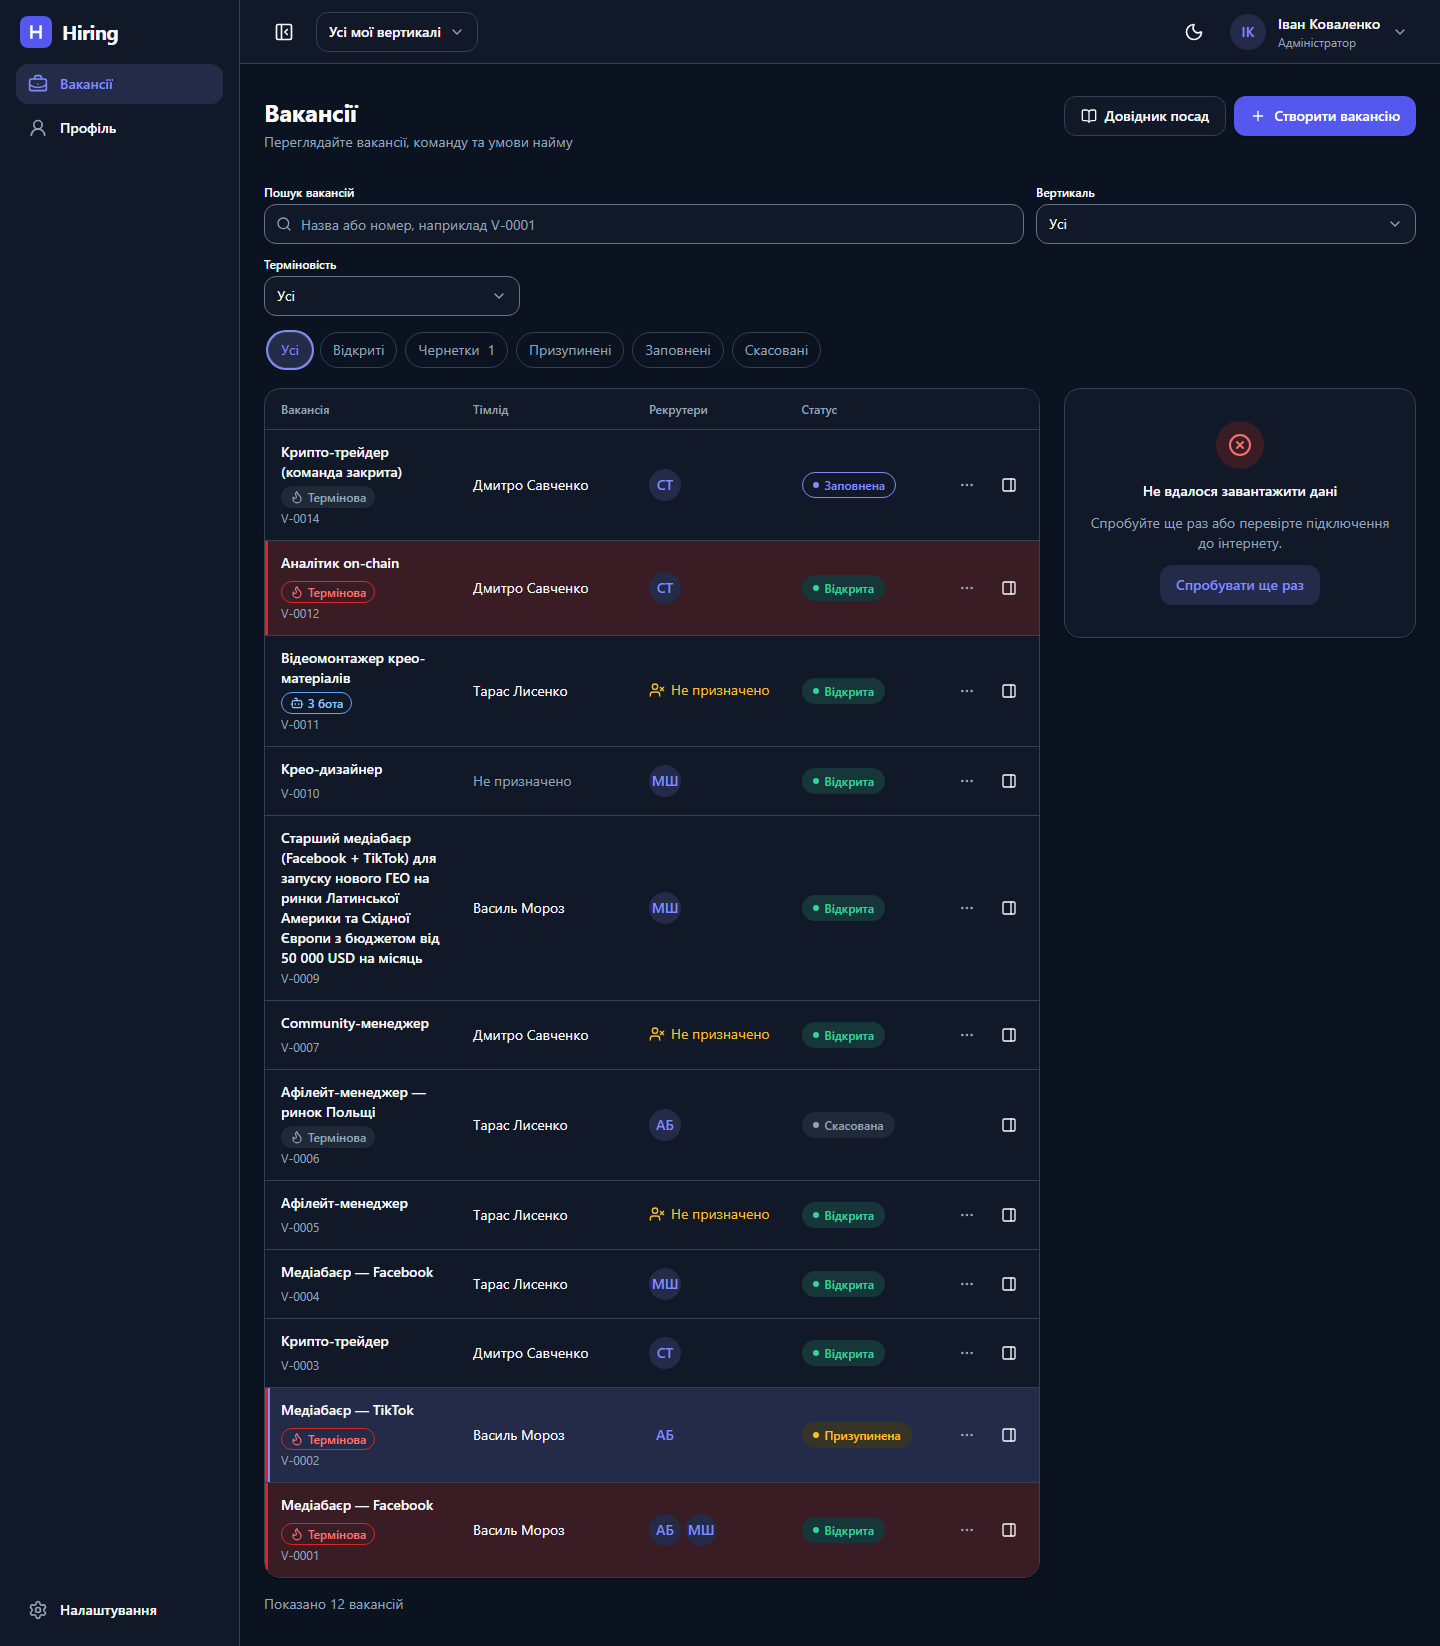 H Hiring
Усі мої вертикалі
ІК
Іван Коваленко
Адміністратор
Вакансії
Профіль
Вакансії
Переглядайте вакансії, команду та умови найму
Довідник посад
Створити вакансію
Пошук вакансій
Вертикаль
Назва або номер, наприклад V-0001
Усі
Терміновість
Усі
Усі
Відкриті
Чернетки 1
Призупинені
Заповнені
Скасовані
Вакансія Тімлід Рекрутери Статус
Крипто-трейдер
(команда закрита)
Термінова
V-0014
Дмитро Савченко
СТ
Заповнена
Аналітик on-chain
Термінова
V-0012
Дмитро Савченко
СТ
Відкрита
Відеомонтажер крео-
матеріалів
З бота
V-0011
Тарас Лисенко
Не призначено
Відкрита
Крео-дизайнер
V-0010
Не призначено
МШ
Відкрита
Старший медіабаєр
(Facebook + TikTok) для
запуску нового ГЕО на
ринки Латинської
Америки та Східної
Європи з бюджетом від
50 000 USD на місяць
V-0009
Василь Мороз
МШ
Відкрита
Community-менеджер
V-0007
Дмитро Савченко
Не призначено
Відкрита
Афілейт-менеджер —
ринок Польщі
Термінова
V-0006
Тарас Лисенко
АБ
Скасована
Афілейт-менеджер
V-0005
Тарас Лисенко
Не призначено
Відкрита
Медіабаєр — Facebook
V-0004
Тарас Лисенко
МШ
Відкрита
Крипто-трейдер
V-0003
Дмитро Савченко
СТ
Відкрита
Медіабаєр — TikTok
Термінова
V-0002
Василь Мороз
АБ
Призупинена
Медіабаєр — Facebook
Термінова
V-0001
Василь Мороз
АБ МШ
Відкрита
Показано 12 вакансій
Не вдалося завантажити дані
Спробуйте ще раз або перевірте підключення
до інтернету.
Спробувати ще раз
Налаштування